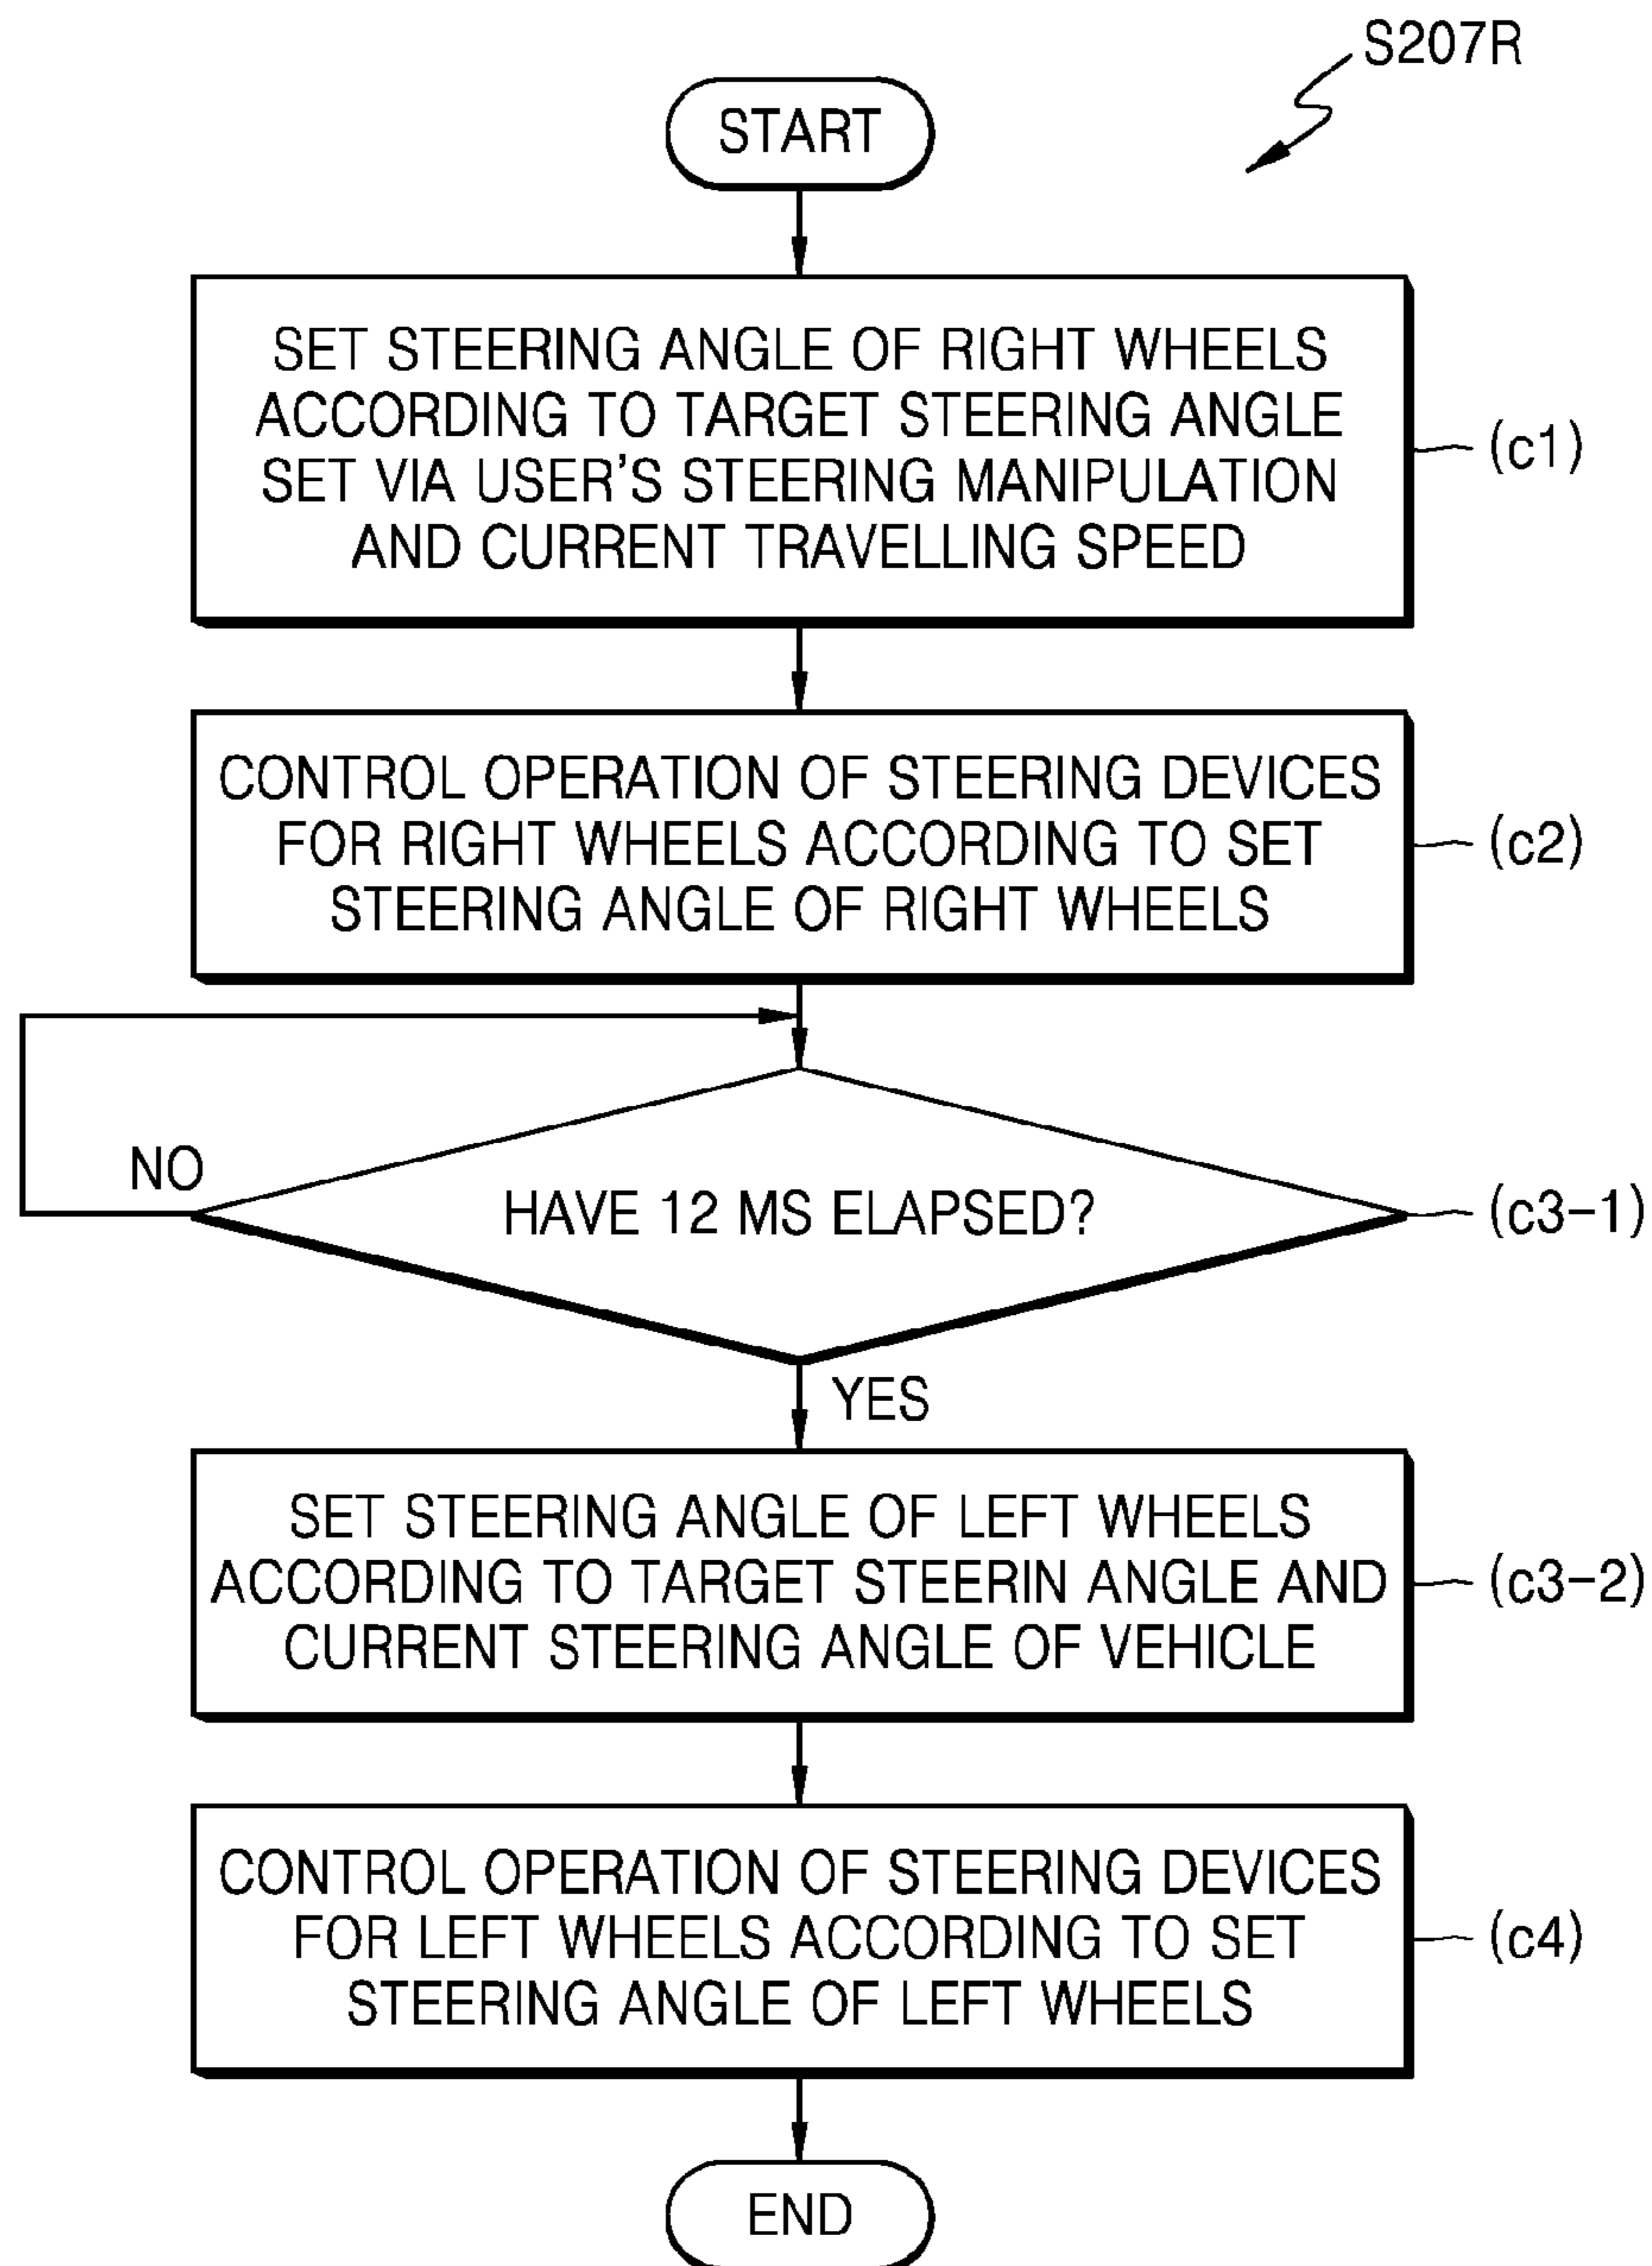 S207R
START
SET STEERING ANGLE OF RIGHT WHEELS
ACCORDING TO TARGET STEERING ANGLE
SET VIA USER'S STEERING MANIPULATION
AND CURRENT TRAVELLING SPEED
(c1)
CONTROL OPERATION OF STEERING DEVICES
FOR RIGHT WHEELS ACCORDING TO SET
STEERING ANGLE OF RIGHT WHEELS
(c2)
NO
HAVE 12 MS ELAPSED?
(c3-1)
YES
SET STEERING ANGLE OF LEFT WHEELS
ACCORDING TO TARGET STEERIN ANGLE AND
CURRENT STEERING ANGLE OF VEHICLE
(c3-2)
CONTROL OPERATION OF STEERING DEVICES
FOR LEFT WHEELS ACCORDING TO SET
STEERING ANGLE OF LEFT WHEELS
(c4)
END